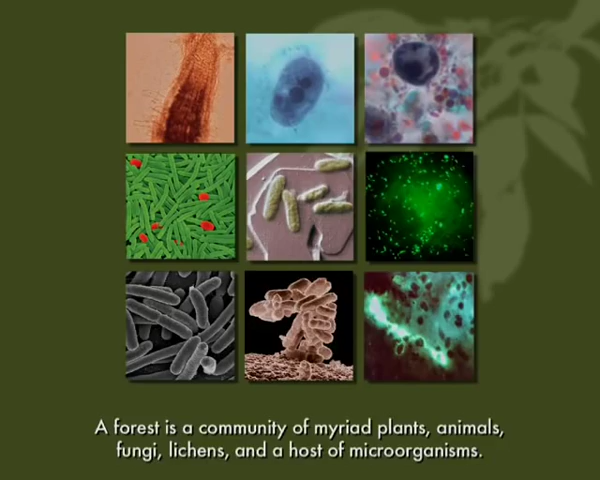 A forest is a community of myriad plants, animals,
fungi, lichens, and a host of microorganisms.